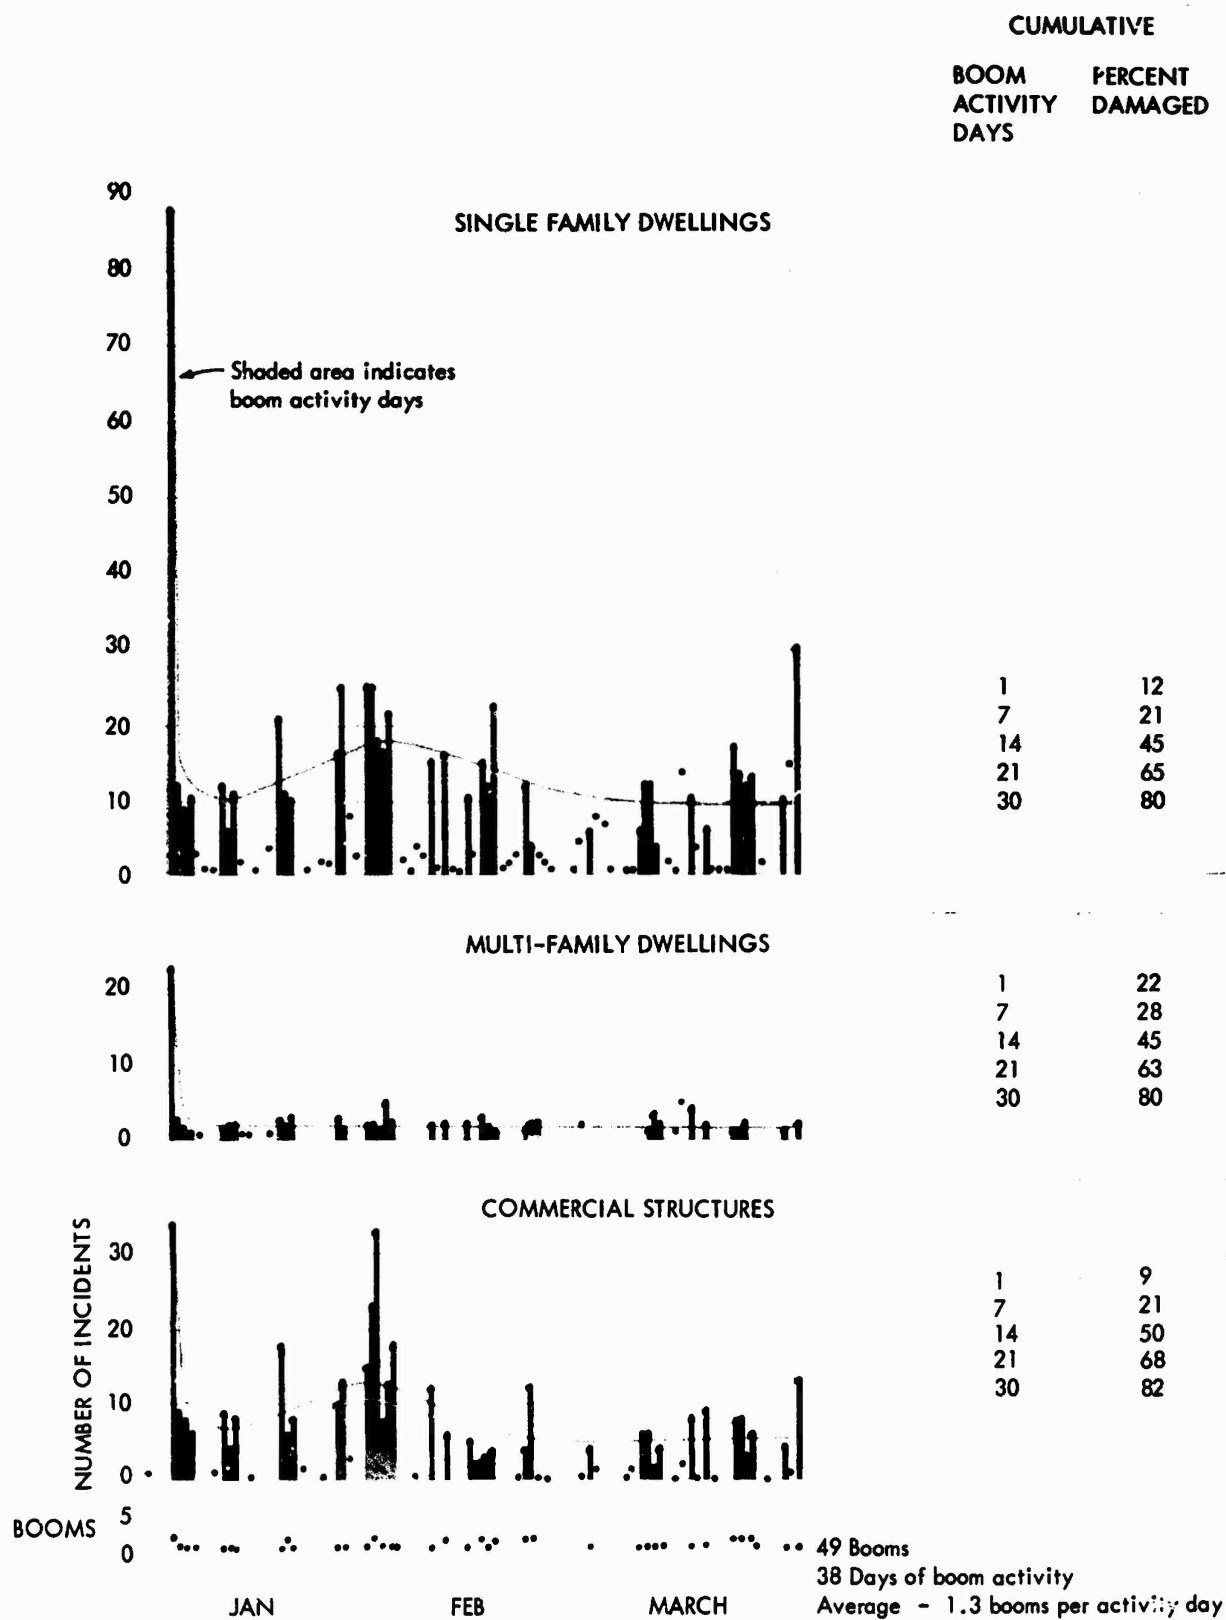 CUMULATIVE
BOOM PERCENT
ACTIVITY DAMAGED
DAYS
90
SINGLE FAMILY DWELLINGS
80
70
Shaded area indicates
boom activity days
60
50
40
30
1 12
7 21
20
14 45
21 65
10
30 80
0
MULTI-FAMILY DWELLINGS
20
1 22
7 28
14 45
10
21 63
30 80
0
COMMERCIAL STRUCTURES
NUMBER OF INCIDENTS
30
1 9
7 21
20
14 50
21 68
10
30 82
0
5
BOOMS
0
49 Booms
38 Days of boom activity
JAN FEB MARCH
Average - 1.3 booms per activity day